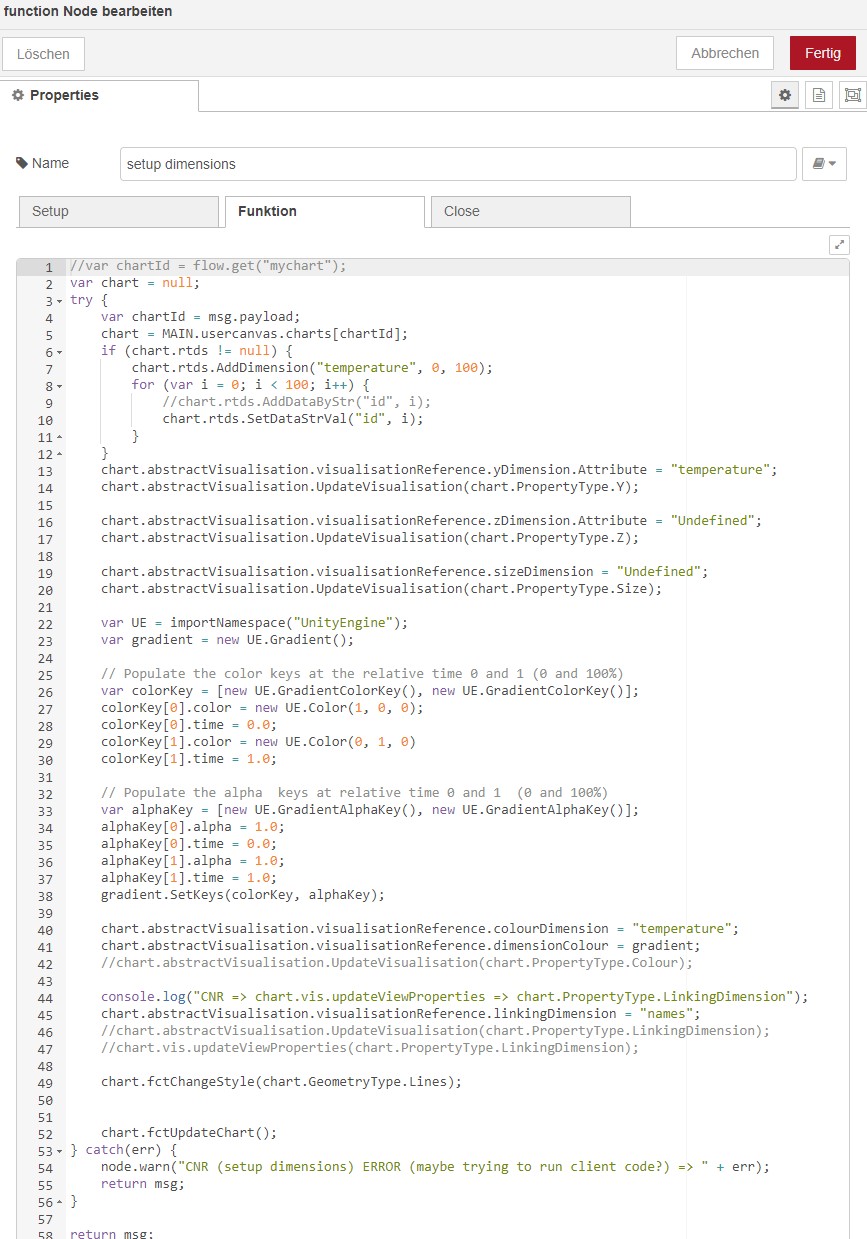 function Node bearbeiten
Löschen
Abbrechen
Fertig
Properties
Name
setup dimensions
Setup
Funktion
Close
1 //var chartId = flow.get("mychart");
2 var chart = null;
3 try {
4 var chartId = msg.payload;
5 chart = MAIN.usercanvas.charts[chartId];
6 if (chart.rtds != null) {
7 chart.rtds.AddDimension("temperature", 0, 100);
8 for (var i = 0; i < 100; i++) {
9 //chart.rtds.AddDataByStr("id", i);
10 chart.rtds.SetDataStrVal("id", i);
11 }
12 }
13 chart.abstractVisualisation.visualisationReference.yDimension.Attribute = "temperature";
14 chart.abstractVisualisation.UpdateVisualisation(chart.PropertyType.Y);
15
16 chart.abstractVisualisation.visualisationReference.zDimension.Attribute = "Undefined";
17 chart.abstractVisualisation.UpdateVisualisation(chart.PropertyType.Z);
18
19 chart.abstractVisualisation.visualisationReference.sizeDimension = "Undefined";
20 chart.abstractVisualisation.UpdateVisualisation(chart.PropertyType.Size);
21
22 var UE = importNamespace("UnityEngine");
23 var gradient = new UE.Gradient();
24
25 // Populate the color keys at the relative time 0 and 1 (0 and 100%)
26 var colorKey = [new UE.GradientColorKey(), new UE.GradientColorKey()];
27 colorKey[0].color = new UE.Color(1, 0, 0);
28 colorKey[0].time = 0.0;
29 colorKey[1].color = new UE.Color(0, 1, 0)
30 colorKey[1].time = 1.0;
31
32 // Populate the alpha  keys at relative time 0 and 1  (0 and 100%)
33 var alphaKey = [new UE.GradientAlphaKey(), new UE.GradientAlphaKey()];
34 alphaKey[0].alpha = 1.0;
35 alphaKey[0].time = 0.0;
36 alphaKey[1].alpha = 1.0;
37 alphaKey[1].time = 1.0;
38 gradient.SetKeys(colorKey, alphaKey);
39
40 chart.abstractVisualisation.visualisationReference.colourDimension = "temperature";
41 chart.abstractVisualisation.visualisationReference.dimensionColour = gradient;
42 //chart.abstractVisualisation.UpdateVisualisation(chart.PropertyType.Colour);
43
44 console.log("CNR => chart.vis.updateViewProperties => chart.PropertyType.LinkingDimension");
45 chart.abstractVisualisation.visualisationReference.linkingDimension = "names";
46 //chart.abstractVisualisation.UpdateVisualisation(chart.PropertyType.LinkingDimension);
47 //chart.vis.updateViewProperties(chart.PropertyType.LinkingDimension);
48
49 chart.fctChangeStyle(chart.GeometryType.Lines);
50
51
52 chart.fctUpdateChart();
53 } catch(err) {
54 node.warn("CNR (setup dimensions) ERROR (maybe trying to run client code?) => " + err);
55 return msg;
56 }
57
58 return msg;